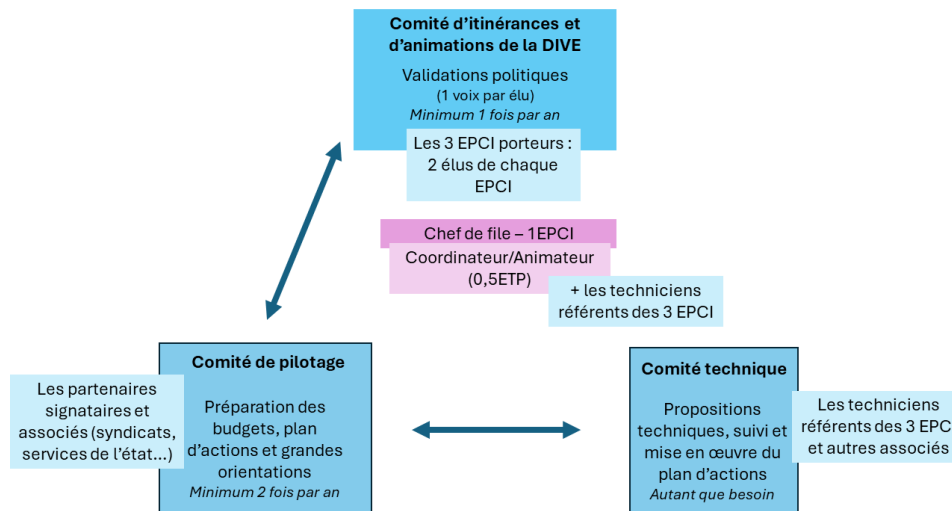 Comité d'itinérances et
d'animations de la DIVE
Validations politiques
(1 voix par élu)
Minimum 1 fois par an
Les 3 EPCI porteurs :
2 élus de chaque
EPCI
Chef de file – 1EPCI
Coordinateur/Animateur
(0,5ETP)
+ les techniciens
référents des 3 EPCI
Comité de pilotage
Préparation des
budgets, plan
d'actions et grandes
orientations
Minimum 2 fois par an
Les partenaires
signataires et
associés (syndicats,
services de l'état...)
Comité technique
Propositions
techniques, suivi et
mise en œuvre du
plan d'actions
Autant que besoin
Les techniciens
référents des 3 EPC
et autres associés